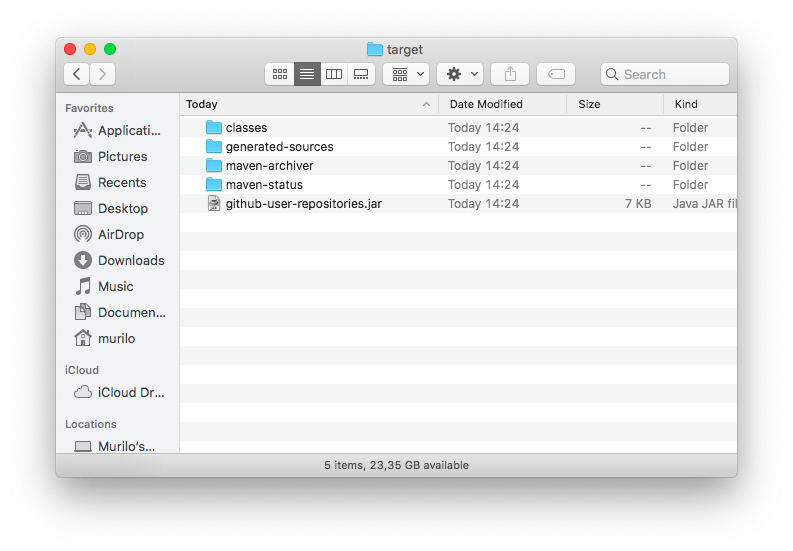 target
Search
Favorites
Applicati...
Pictures
Recents
Desktop
AirDrop
Downloads
Music
Documen...
murilo
iCloud
iCloud Dr...
Locations
Murilo's...
Today Date Modified Size Kind
classes Today 14:24 -- Folder
generated-sources Today 14:24 -- Folder
maven-archiver Today 14:24 -- Folder
maven-status Today 14:24 -- Folder
github-user-repositories.jar Today 14:24 7 KB Java JAR fil
5 items, 23,35 GB available